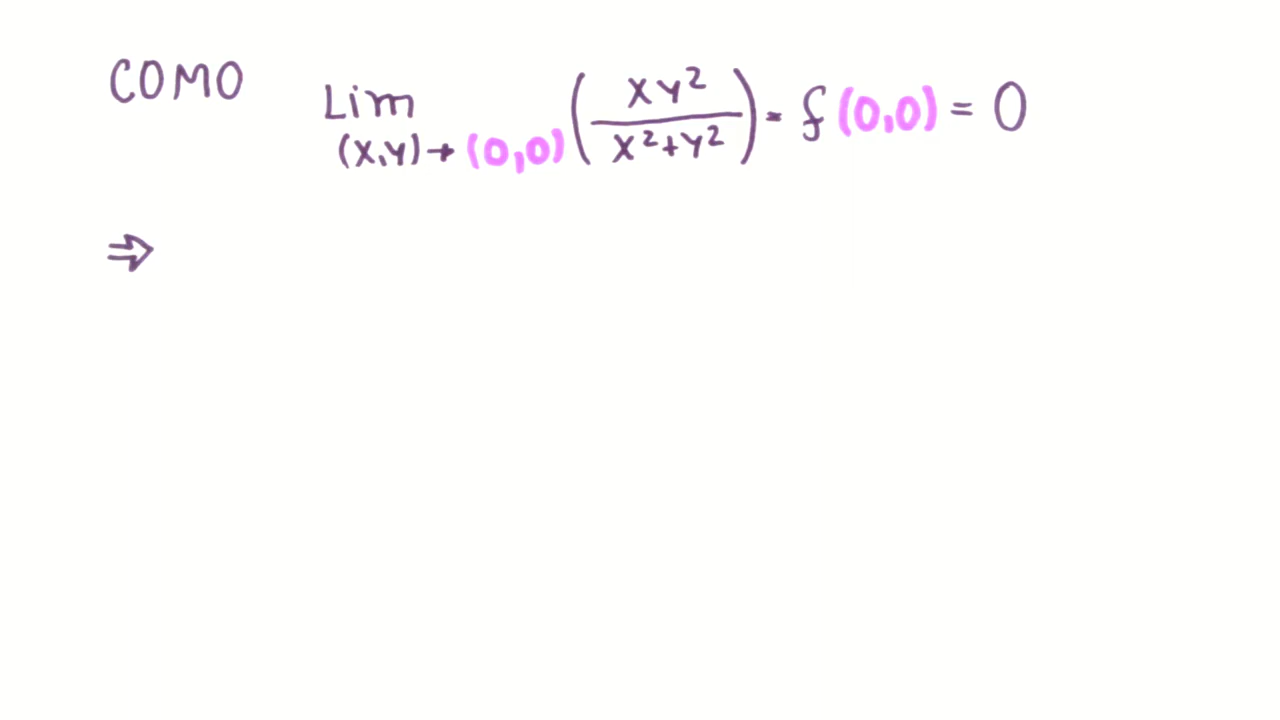 COMO Lim (xy²/x²+y²) = f(0,0) = 0
(x,y)→(0,0)
⇒